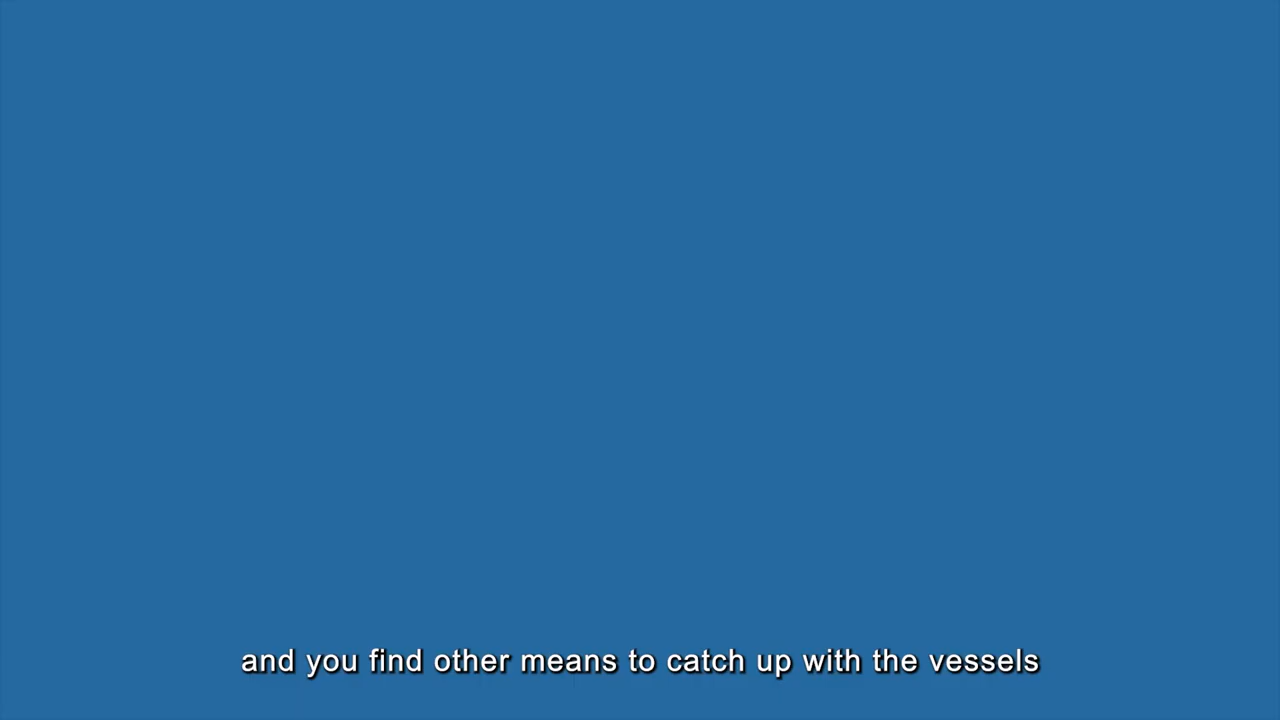 and you find other means to catch up with the vessels